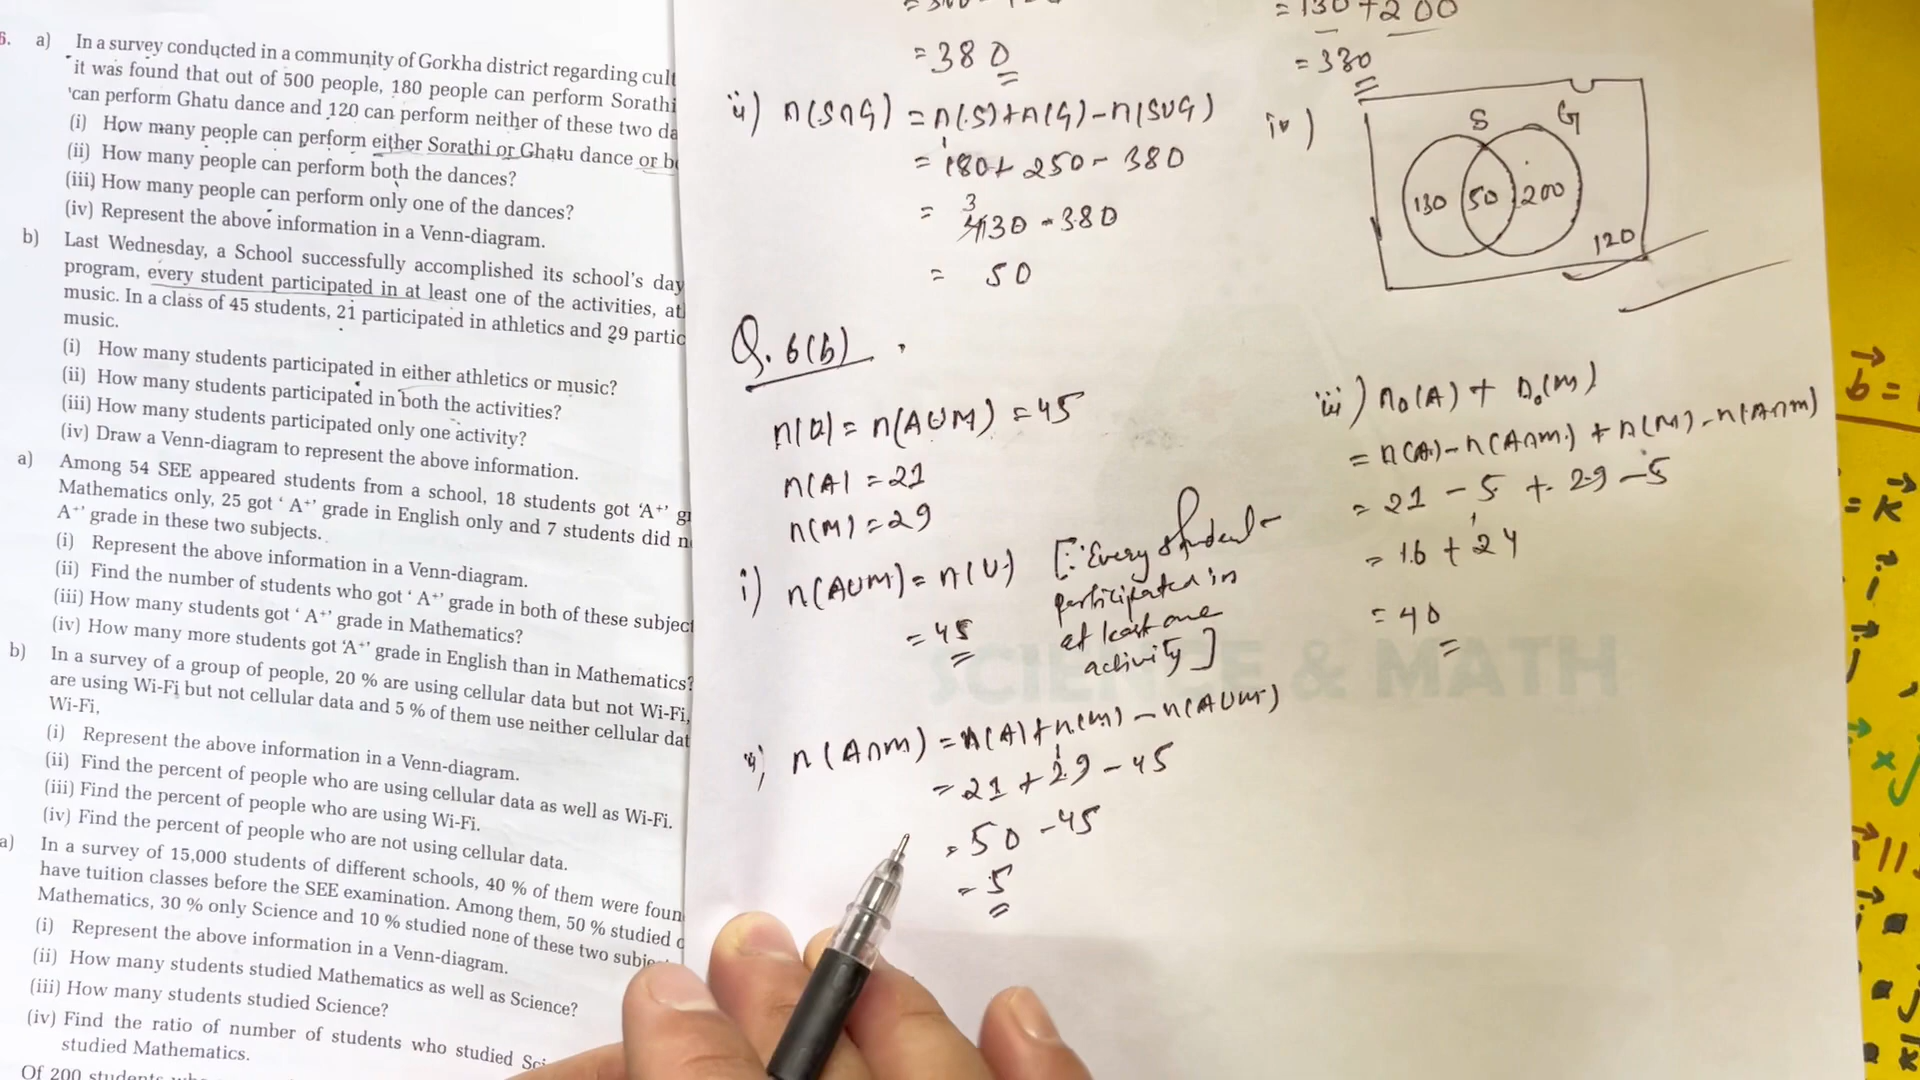 6. a) In a survey conducted in a community of Gorkha district regarding cult
it was found that out of 500 people, 180 people can perform Sorathi
can perform Ghatu dance and 120 can perform neither of these two da
(i) How many people can perform either Sorathi or Ghatu dance or b
(ii) How many people can perform both the dances?
(iii) How many people can perform only one of the dances?
(iv) Represent the above information in a Venn-diagram.
b) Last Wednesday, a School successfully accomplished its school's day
program, every student participated in at least one of the activities, at
music. In a class of 45 students, 21 participated in athletics and 29 partic
music.
(i) How many students participated in either athletics or music?
(ii) How many students participated in both the activities?
(iii) How many students participated only one activity?
(iv) Draw a Venn-diagram to represent the above information.
a) Among 54 SEE appeared students from a school, 18 students got 'A+' gr
Mathematics only, 25 got ' A+' grade in English only and 7 students did n
A+' grade in these two subjects.
(i) Represent the above information in a Venn-diagram.
(ii) Find the number of students who got ' A+' grade in both of these subject
(iii) How many students got ' A+' grade in Mathematics?
(iv) How many more students got 'A+' grade in English than in Mathematics?
b) In a survey of a group of people, 20 % are using cellular data but not Wi-Fi,
are using Wi-Fi but not cellular data and 5 % of them use neither cellular dat
Wi-Fi,
(i) Represent the above information in a Venn-diagram.
(ii) Find the percent of people who are using cellular data as well as Wi-Fi.
(iii) Find the percent of people who are using Wi-Fi.
(iv) Find the percent of people who are not using cellular data.
a) In a survey of 15,000 students of different schools, 40 % of them were foun
have tuition classes before the SEE examination. Among them, 50 % studied o
Mathematics, 30 % only Science and 10 % studied none of these two subje
(i) Represent the above information in a Venn-diagram.
(ii) How many students studied Mathematics as well as Science?
(iii) How many students studied Science?
(iv) Find the ratio of number of students who studied Sci
studied Mathematics.
Of 200 students
= 380
ii) n(S∩G) = n(S)+n(G)-n(S∪G)
= 180+ 250- 380
= 430 - 380
= 50
= 130 + 200
= 330
iv)
S G
130 50 200
120
Q. 6(b)
n(U) = n(A∪M) = 45
n(A) = 21
n(M) = 29
i) n(A∪M) = n(U) [∵ Every student
participated in
at least one
activity]
= 45
ii) n(A∩M) = n(A)+n(M) - n(A∪M)
= 21 + 29 - 45
= 50 - 45
= 5
iii) no(A) + no(M)
= n(A)-n(A∩M) + n(M)-n(A∩M)
= 21 - 5 + 29 - 5
= 16 + 24
= 40
SCIENCE & MATH
b =
= k
i
j
x
a ||